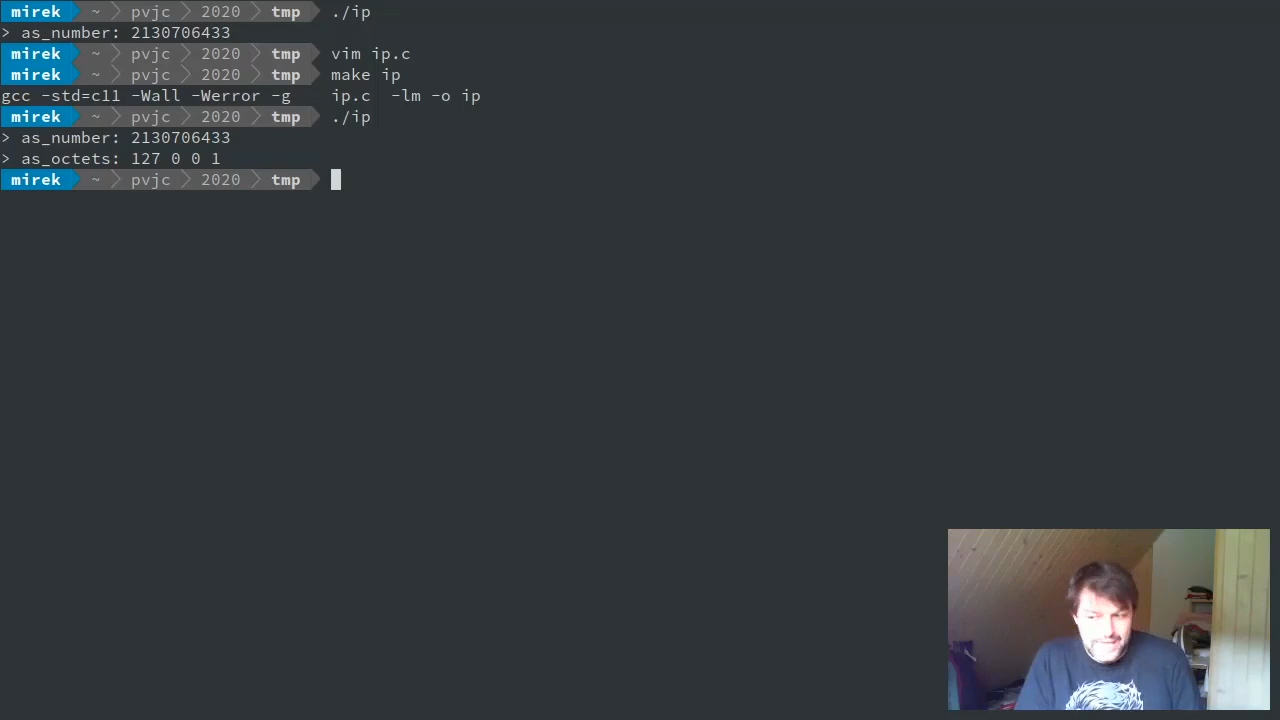 mirek ~ pvjc 2020 tmp ./ip
> as_number: 2130706433
mirek ~ pvjc 2020 tmp vim ip.c
mirek ~ pvjc 2020 tmp make ip
gcc -std=c11 -Wall -Werror -g    ip.c  -lm -o ip
mirek ~ pvjc 2020 tmp ./ip
> as_number: 2130706433
> as_octets: 127 0 0 1
mirek ~ pvjc 2020 tmp